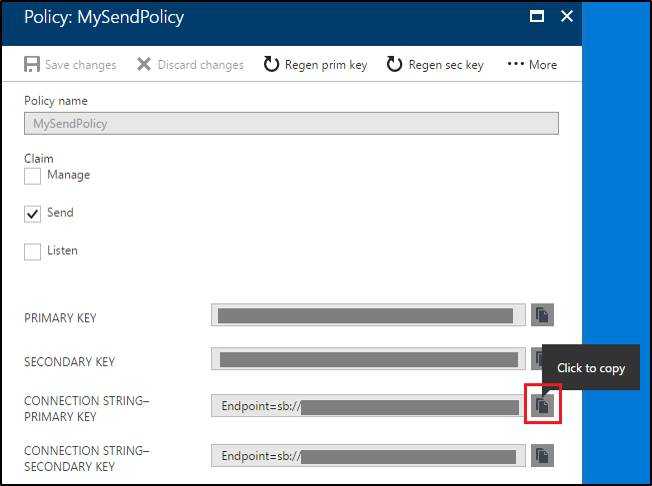 Policy: MySendPolicy
Save changes Discard changes Regen prim key Regen sec key ••• More
Policy name
MySendPolicy
Claim
Manage
Send
Listen
PRIMARY KEY
SECONDARY KEY
Click to copy
CONNECTION STRING–
PRIMARY KEY
Endpoint=sb://
CONNECTION STRING–
SECONDARY KEY
Endpoint=sb://